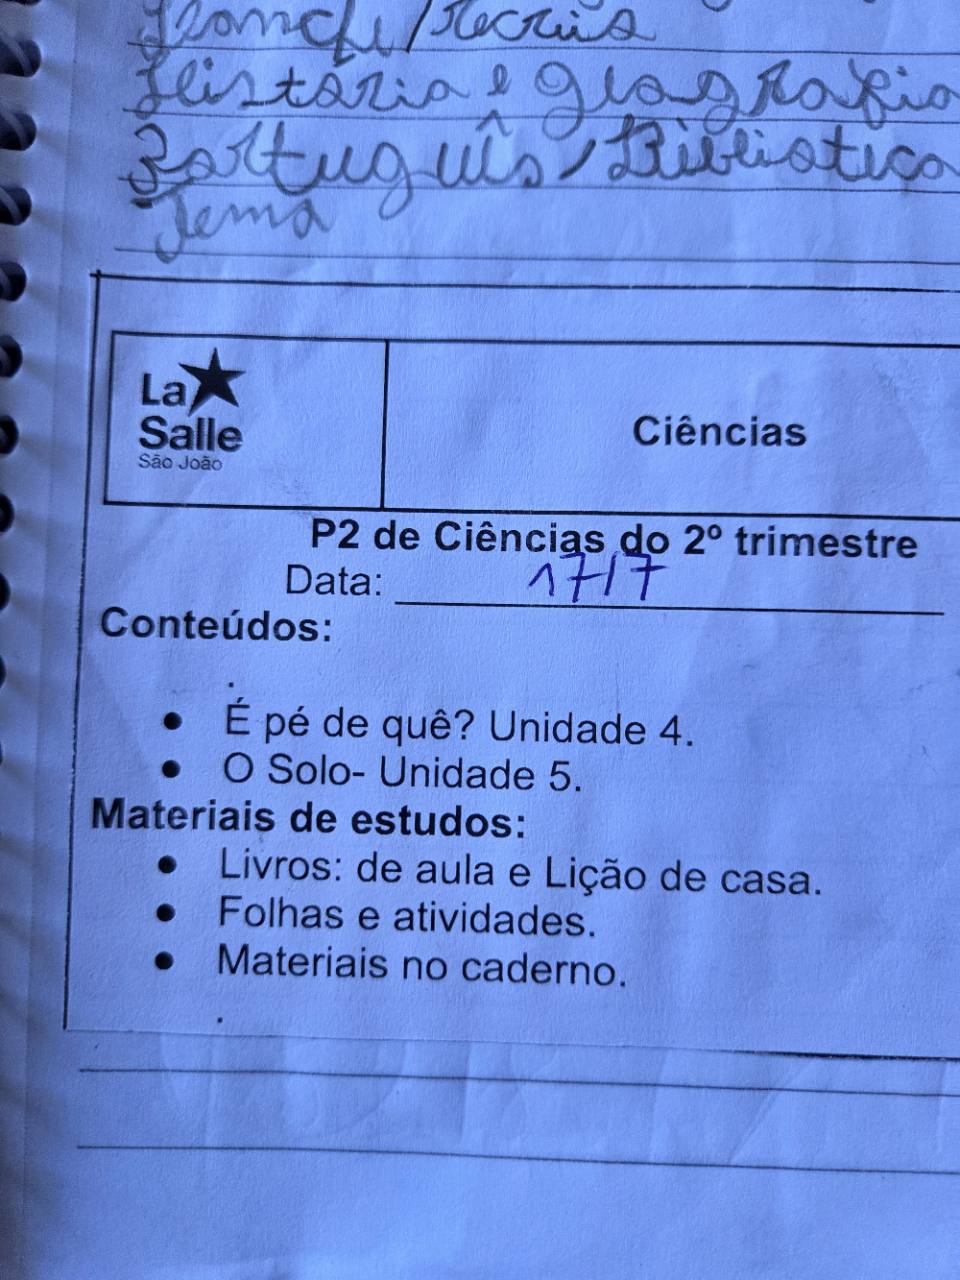 Lanche/Recreio
História e geografia
Português/Biblioteca
Tema
La
Salle
São João
Ciências
P2 de Ciências do 2º trimestre
Data: 17/7
Conteúdos:
• É pé de quê? Unidade 4.
• O Solo- Unidade 5.
Materiais de estudos:
• Livros: de aula e Lição de casa.
• Folhas e atividades.
• Materiais no caderno.